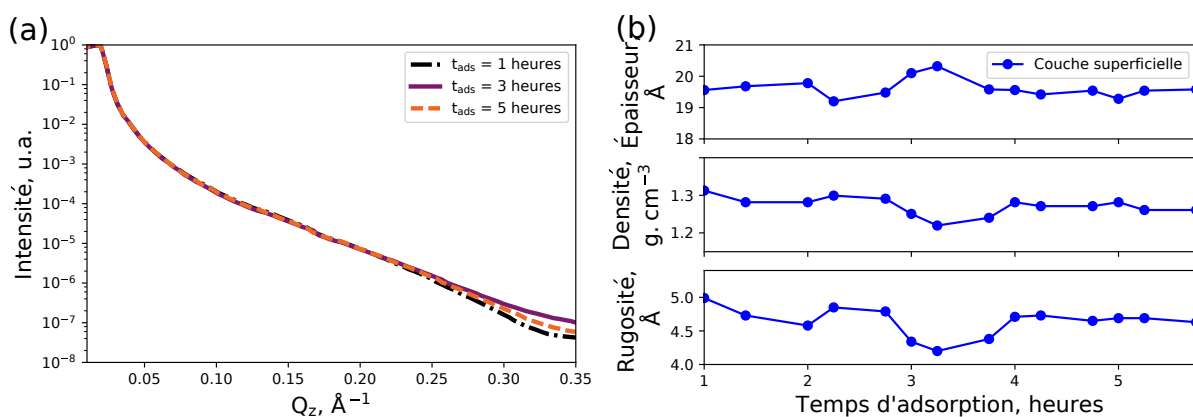 (a)
10⁰
10⁻¹
10⁻²
10⁻³
10⁻⁴
10⁻⁵
10⁻⁶
10⁻⁷
10⁻⁸
Intensité, u.a.
t_ads = 1 heures
t_ads = 3 heures
t_ads = 5 heures
0.05 0.10 0.15 0.20 0.25 0.30 0.35
Q_z, Å⁻¹
(b)
Épaisseur,
Å
21
20
19
18
Couche superficielle
Densité,
g. cm⁻³
1.3
1.2
Rugosité,
Å
5.0
4.5
4.0
1 2 3 4 5
Temps d'adsorption, heures